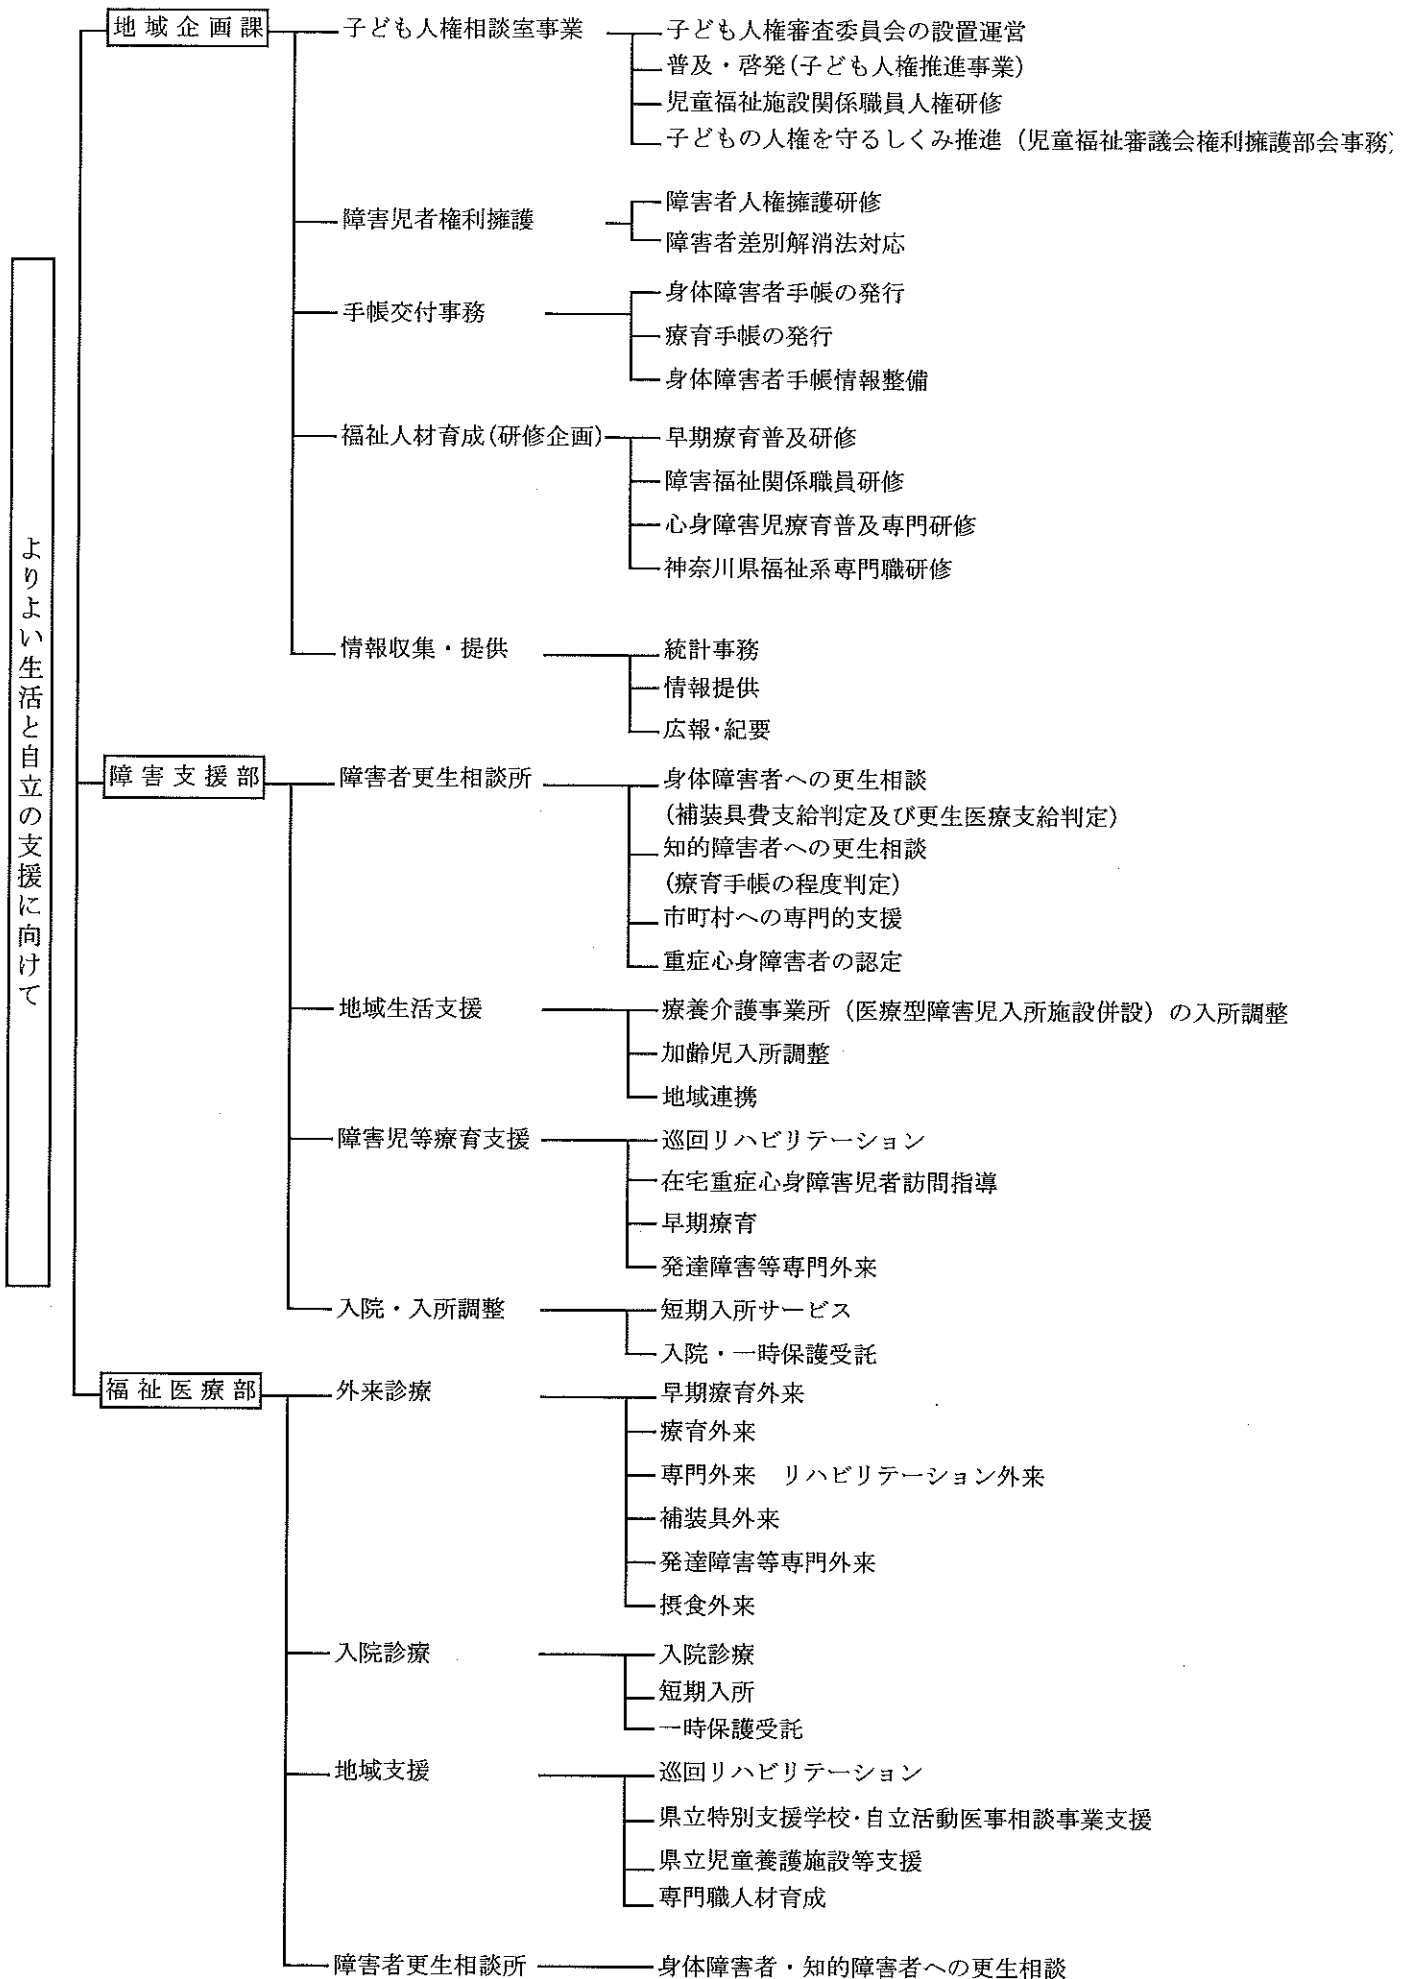 よりよい生活と自立の支援に向けて
地域企画課
子ども人権相談室事業
子ども人権審査委員会の設置運営
普及・啓発(子ども人権推進事業)
児童福祉施設関係職員人権研修
子どもの人権を守るしくみ推進（児童福祉審議会権利擁護部会事務）
障害児者権利擁護
障害者人権擁護研修
障害者差別解消法対応
手帳交付事務
身体障害者手帳の発行
療育手帳の発行
身体障害者手帳情報整備
福祉人材育成(研修企画)
早期療育普及研修
障害福祉関係職員研修
心身障害児療育普及専門研修
神奈川県福祉系専門職研修
情報収集・提供
統計事務
情報提供
広報・紀要
障害支援部
障害者更生相談所
身体障害者への更生相談
(補装具費支給判定及び更生医療支給判定)
知的障害者への更生相談
(療育手帳の程度判定)
市町村への専門的支援
重症心身障害者の認定
地域生活支援
療養介護事業所（医療型障害児入所施設併設）の入所調整
加齢児入所調整
地域連携
障害児等療育支援
巡回リハビリテーション
在宅重症心身障害児者訪問指導
早期療育
発達障害等専門外来
入院・入所調整
短期入所サービス
入院・一時保護受託
福祉医療部
外来診療
早期療育外来
療育外来
専門外来　リハビリテーション外来
補装具外来
発達障害等専門外来
摂食外来
入院診療
入院診療
短期入所
一時保護受託
地域支援
巡回リハビリテーション
県立特別支援学校・自立活動医事相談事業支援
県立児童養護施設等支援
専門職人材育成
障害者更生相談所
身体障害者・知的障害者への更生相談